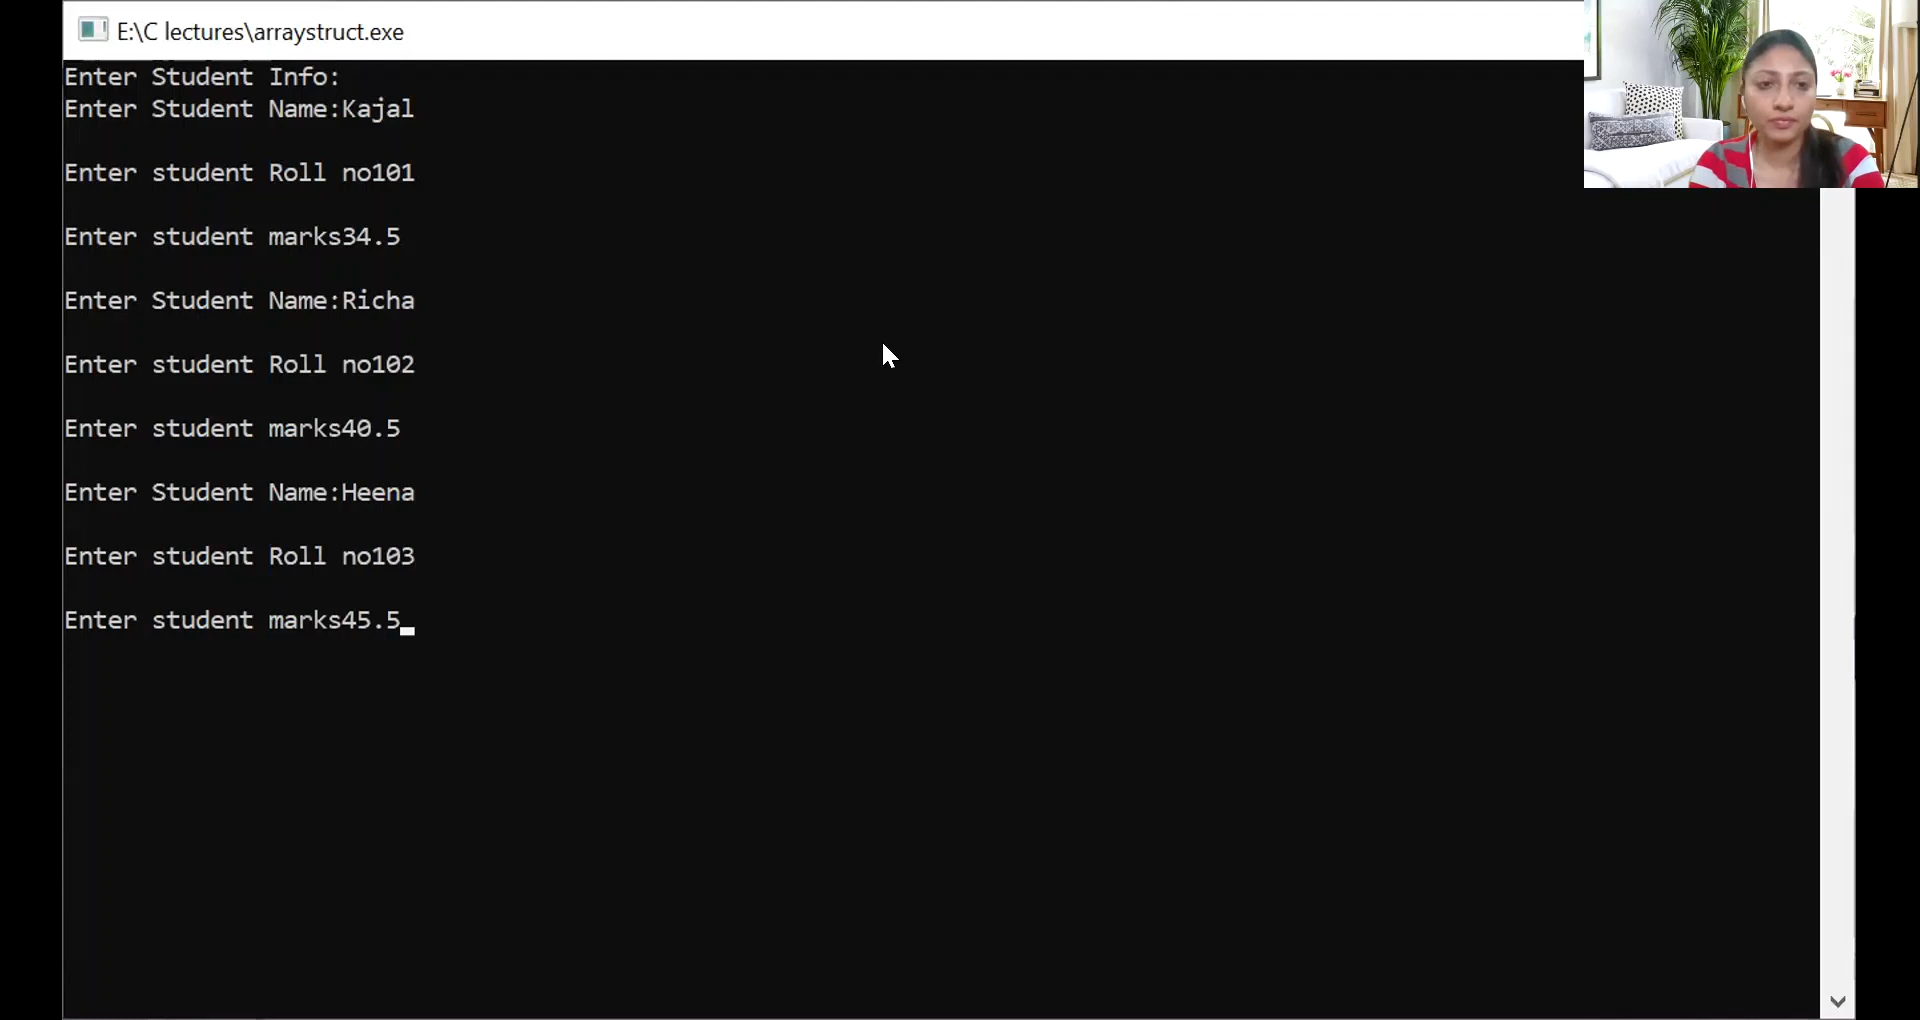 E:\C lectures\arraystruct.exe
Enter Student Info:
Enter Student Name:Kajal
Enter student Roll no101
Enter student marks34.5
Enter Student Name:Richa
Enter student Roll no102
Enter student marks40.5
Enter Student Name:Heena
Enter student Roll no103
Enter student marks45.5